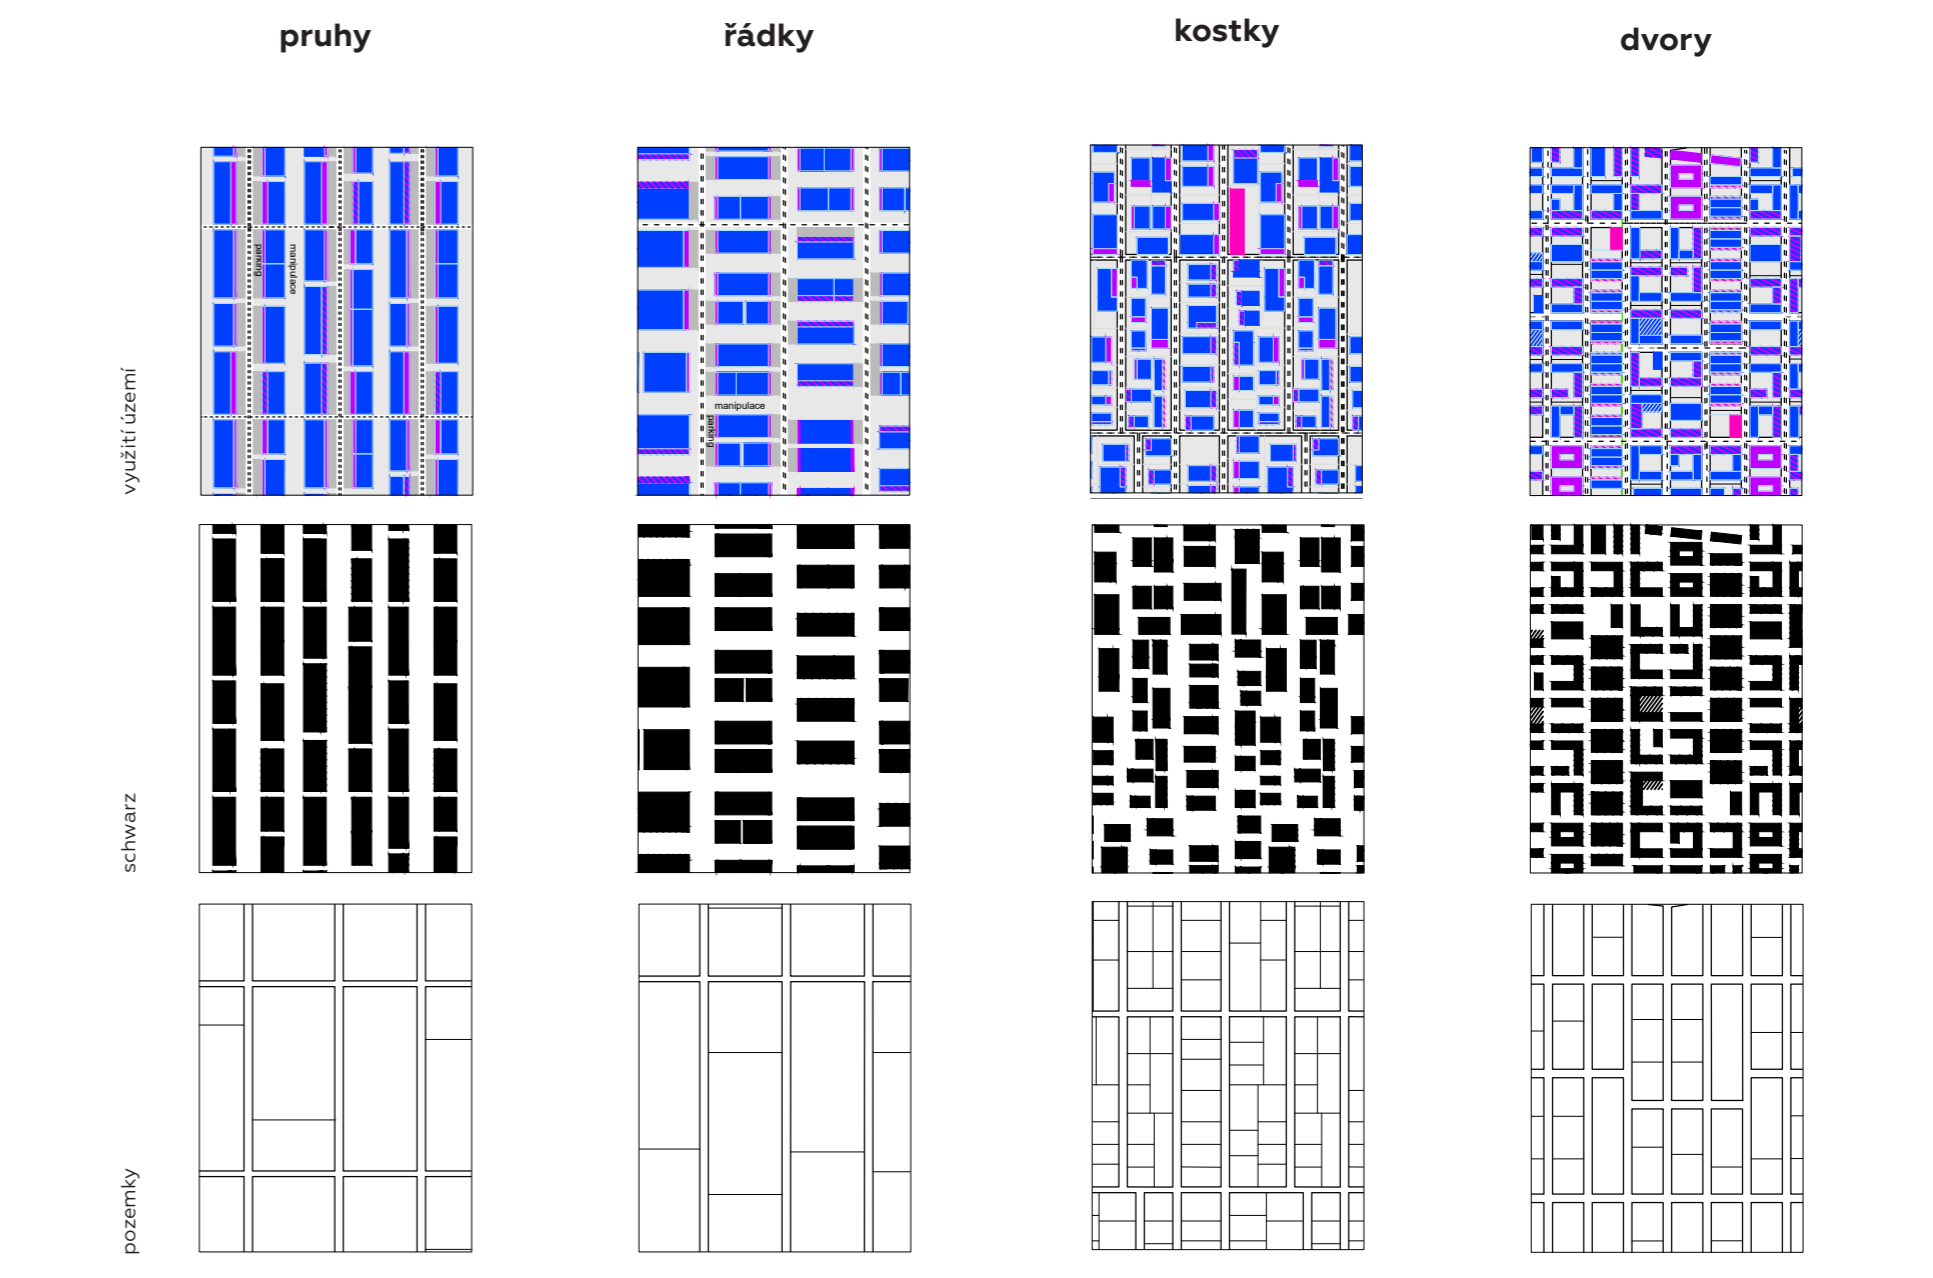 pruhy
řádky
kostky
dvory
využití území
parking
manipulace
manipulace
parking
schwarz
pozemky